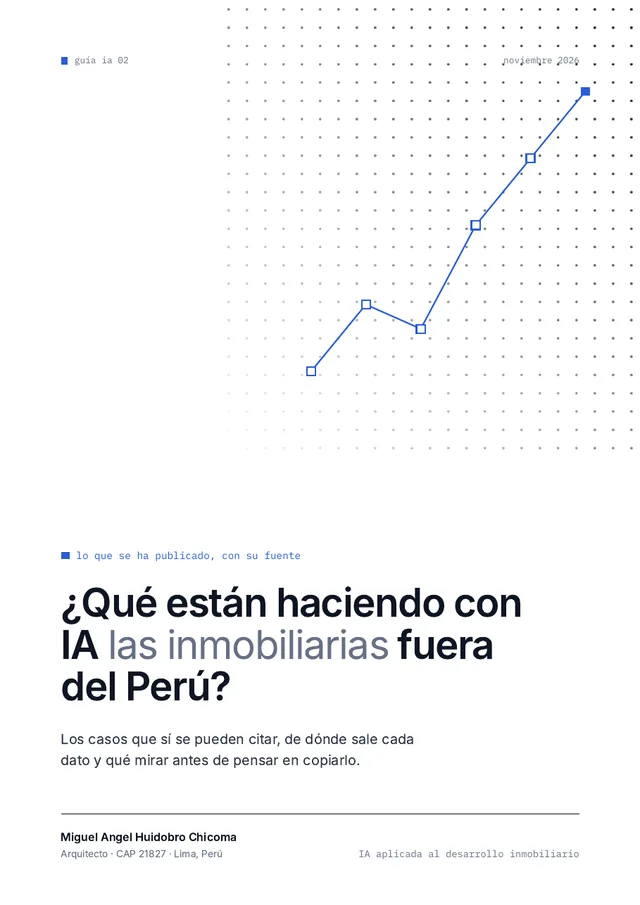 guía ia 02
noviembre 2026
lo que se ha publicado, con su fuente
¿Qué están haciendo con
IA las inmobiliarias fuera
del Perú?
Los casos que sí se pueden citar, de dónde sale cada
dato y qué mirar antes de pensar en copiarlo.
Miguel Angel Huidobro Chicoma
Arquitecto · CAP 21827 · Lima, Perú
IA aplicada al desarrollo inmobiliario